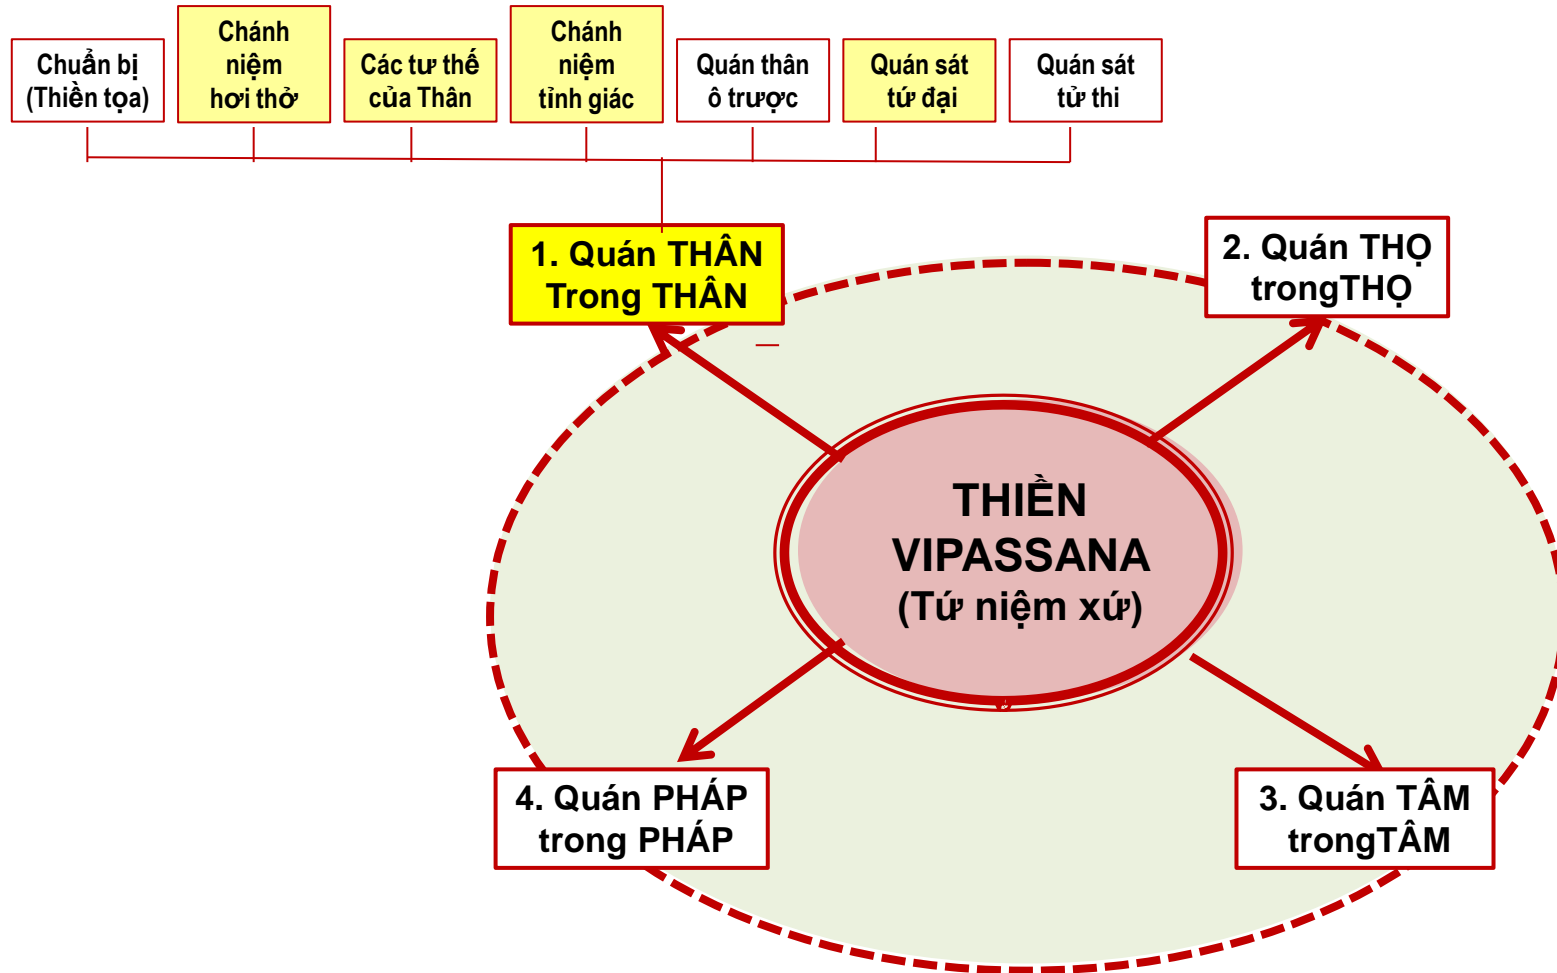 Chuẩn bị
(Thiền tọa)
Chánh
niệm
hơi thở
Các tư thế
của Thân
Chánh
niệm
tỉnh giác
Quán thân
ô trược
Quán sát
tứ đại
Quán sát
tử thi
1. Quán THÂN
Trong THÂN
2. Quán THỌ
trongTHỌ
THIỀN
VIPASSANA
(Tứ niệm xứ)
4. Quán PHÁP
trong PHÁP
3. Quán TÂM
trongTÂM